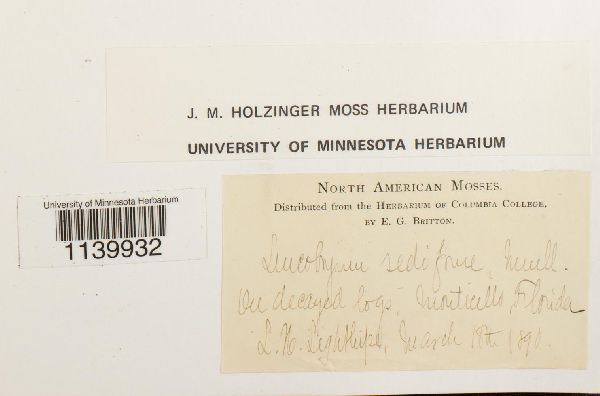 J. M. HOLZINGER MOSS HERBARIUM
UNIVERSITY OF MINNESOTA HERBARIUM
University of Minnesota Herbarium
1139932
NORTH AMERICAN MOSSES.
Distributed from the HERBARIUM OF COLUMBIA COLLEGE,
BY E. G. BRITTON.
Leucobryum sediforme, Muell.
On decayed logs, Monticello, Florida
L. H. Lighthipe, March 18th 1890.